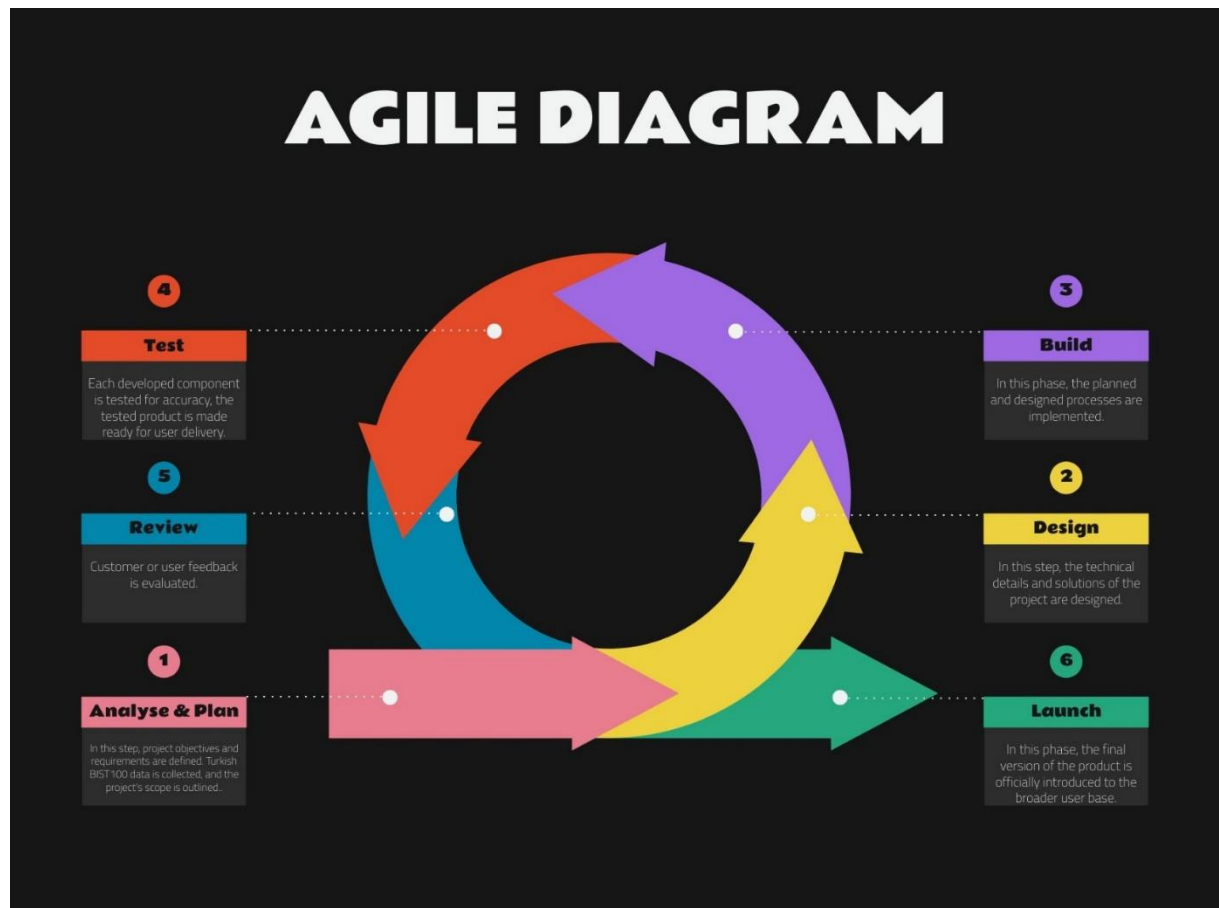 AGILE DIAGRAM
4
Test
Each developed component
is tested for accuracy, the
tested product is made
ready for user delivery.
3
Build
In this phase, the planned
and designed processes are
implemented.
5
Review
Customer or user feedback
is evaluated.
2
Design
In this step, the technical
details and solutions of the
project are designed.
1
Analyse & Plan
In this step, project objectives and
requirements are defined. Turkish
BIST100 data is collected, and the
project's scope is outlined.
6
Launch
In this phase, the final
version of the product is
officially introduced to the
broader user base.